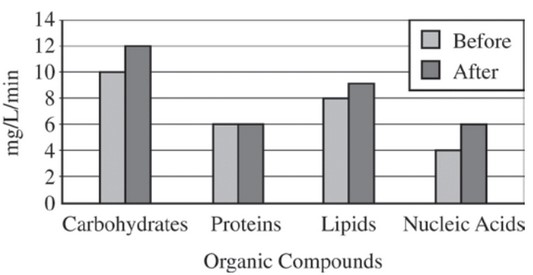 14
12
10
8
6
4
2
0
mg/L/min
Before
After
Carbohydrates Proteins Lipids Nucleic Acids
Organic Compounds